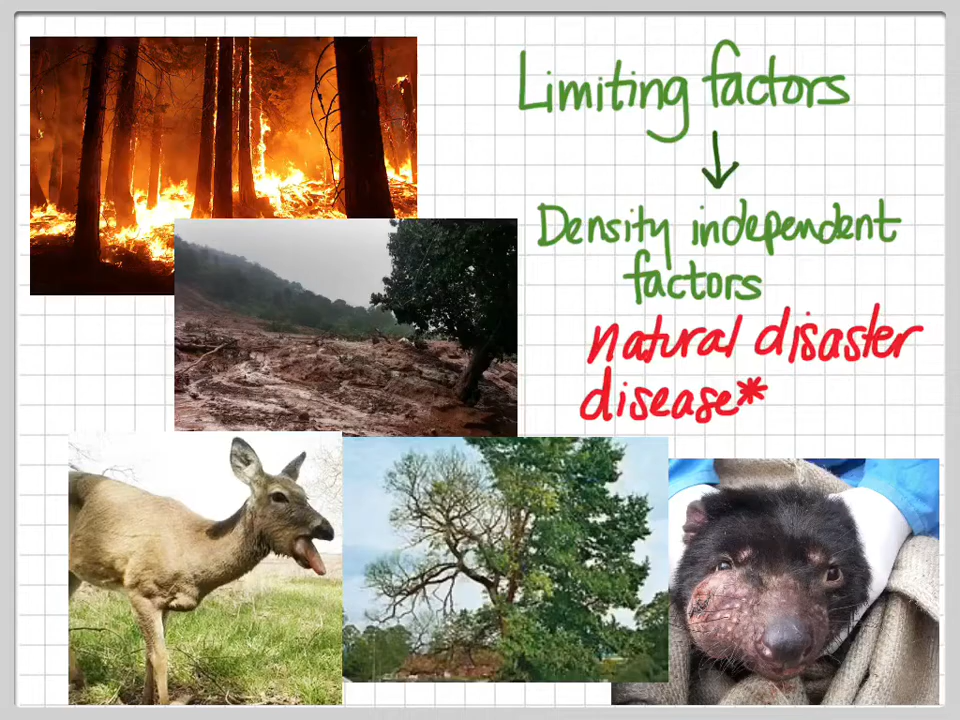 Limiting factors
Density independent
factors
natural disaster
disease*